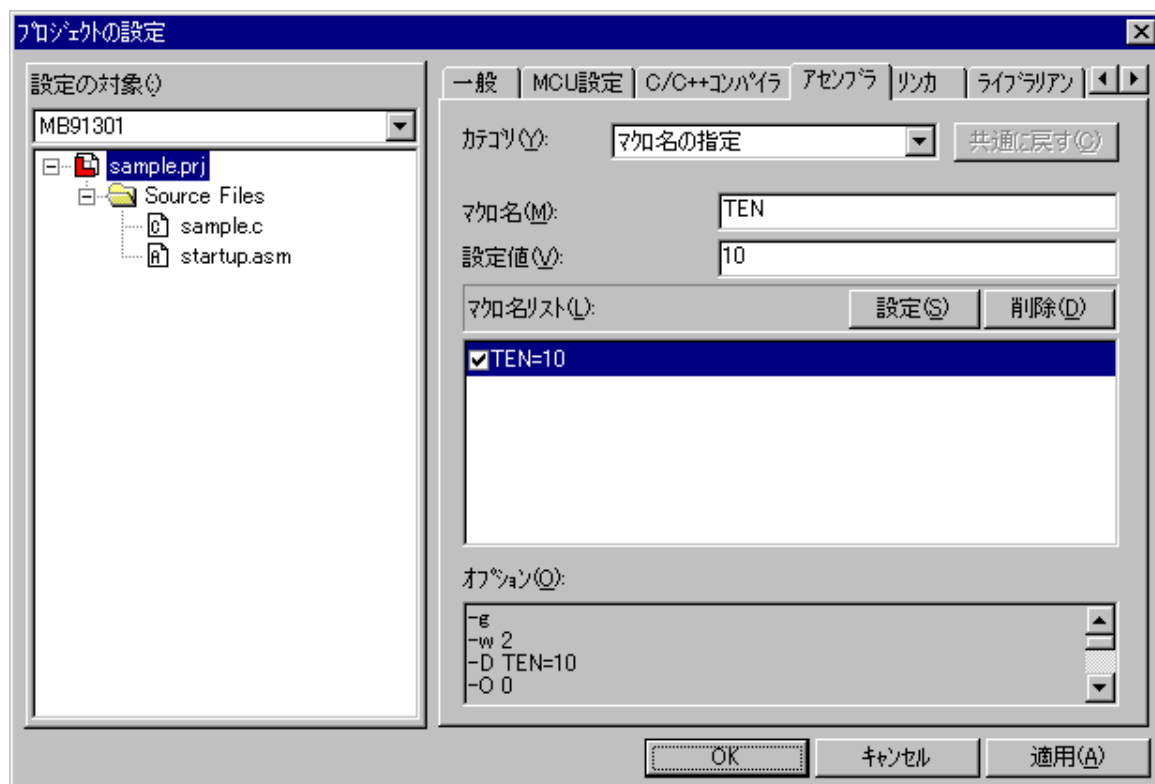 プロジェクトの設定
設定の対象(:)
MB91301
sample.prj
Source Files
sample.c
startup.asm
一般 MCU設定 C/C++コンパイラ アセンブラ リンカ ライブラリアン
カテゴリ(Y): マクロ名の指定 共通に戻す(C)
マクロ名(M): TEN
設定値(V): 10
マクロ名リスト(L): 設定(S) 削除(D)
TEN=10
オプション(O):
-g
-w 2
-D TEN=10
-O 0
OK キャンセル 適用(A)